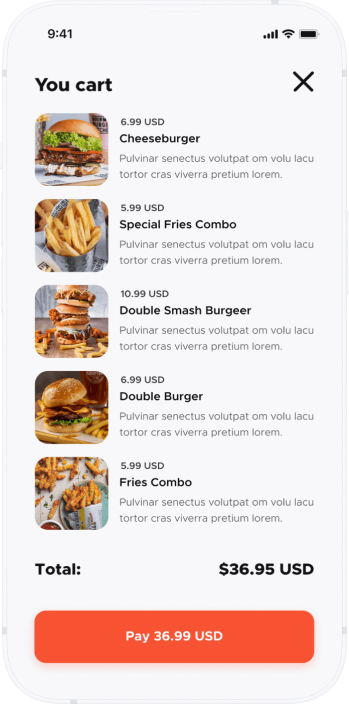 9:41
You cart
6.99 USD
Cheeseburger
Pulvinar senectus volutpat om volu lacu
tortor cras viverra pretium lorem.
5.99 USD
Special Fries Combo
Pulvinar senectus volutpat om volu lacu
tortor cras viverra pretium lorem.
10.99 USD
Double Smash Burgeer
Pulvinar senectus volutpat om volu lacu
tortor cras viverra pretium lorem.
6.99 USD
Double Burger
Pulvinar senectus volutpat om volu lacu
tortor cras viverra pretium lorem.
5.99 USD
Fries Combo
Pulvinar senectus volutpat om volu lacu
tortor cras viverra pretium lorem.
Total: $36.95 USD
Pay 36.99 USD